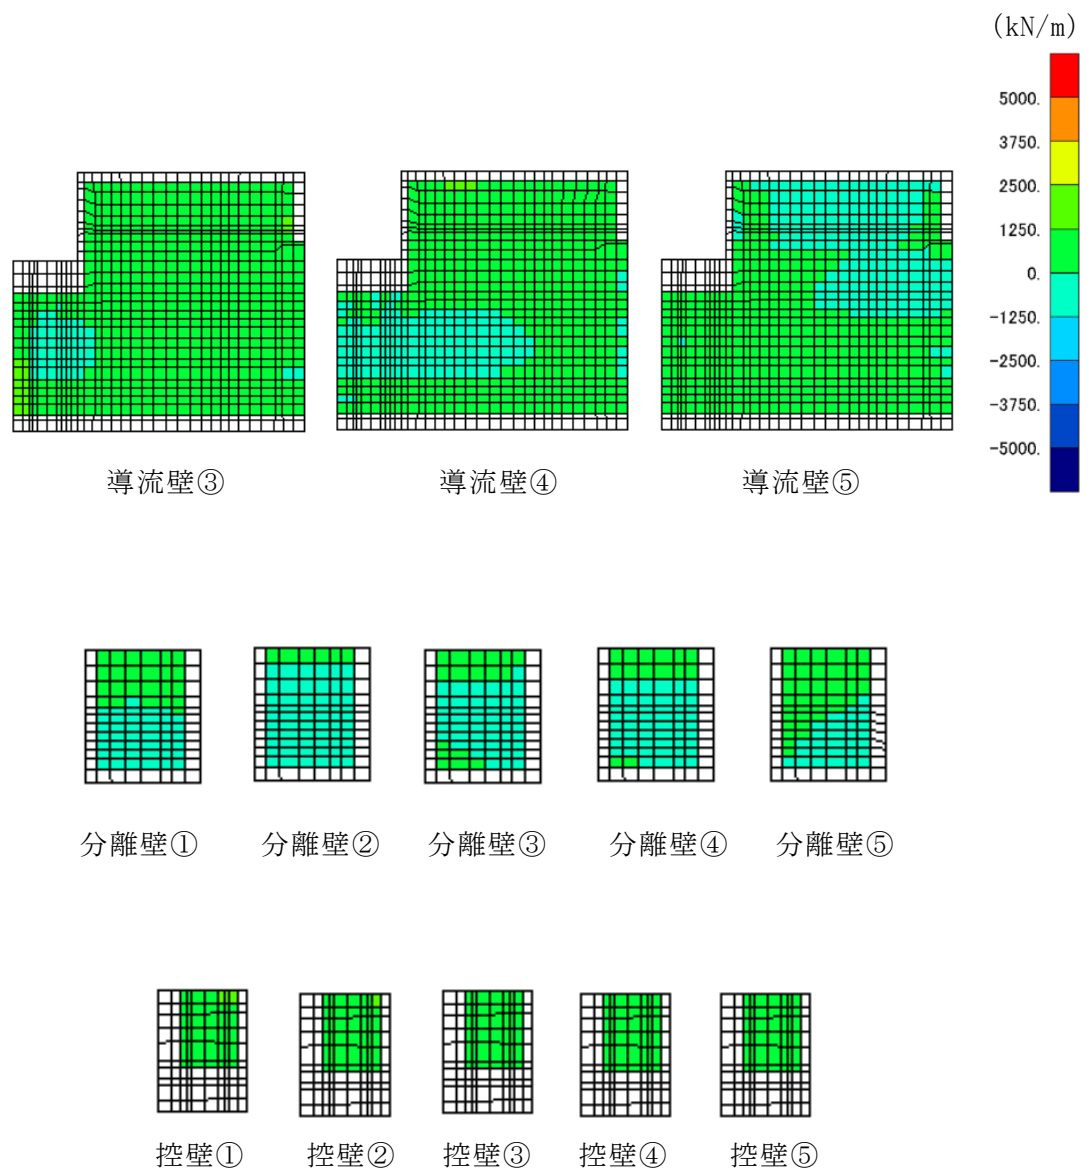 (kN/m)
5000.
3750.
2500.
1250.
0.
-1250.
-2500.
-3750.
-5000.
導流壁③ 導流壁④ 導流壁⑤
分離壁① 分離壁② 分離壁③ 分離壁④ 分離壁⑤
控壁① 控壁② 控壁③ 控壁④ 控壁⑤